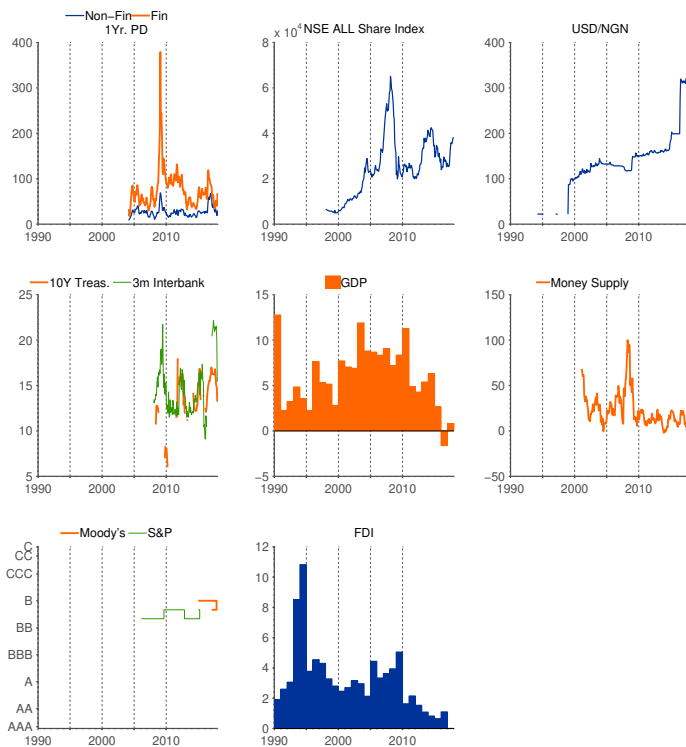 Non-Fin Fin
1Yr. PD
400
300
200
100
0
1990 2000 2010
x 10⁴ NSE ALL Share Index
8
6
4
2
0
1990 2000 2010
USD/NGN
400
300
200
100
0
1990 2000 2010
10Y Treas. 3m Interbank
25
20
15
10
5
1990 2000 2010
GDP
15
10
5
0
-5
1990 2000 2010
Money Supply
150
100
50
0
-50
1990 2000 2010
Moody's S&P
C
CC
CCC
B
BB
BBB
A
AA
AAA
1990 2000 2010
FDI
12
10
8
6
4
2
0
1990 2000 2010